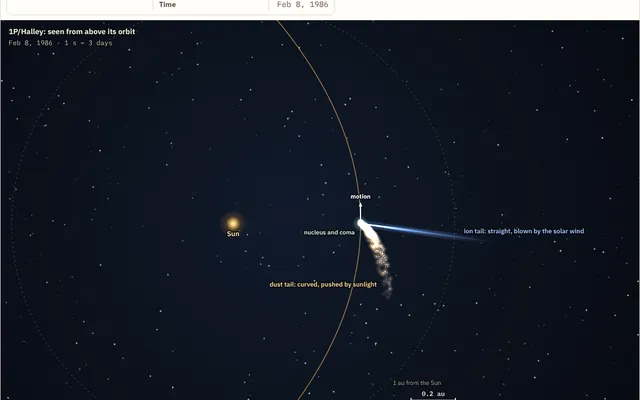 Time
Feb 8, 1986
1P/Halley: seen from above its orbit
Feb 8, 1986 · 1 s = 3 days
motion
Sun
nucleus and coma
ion tail: straight, blown by the solar wind
dust tail: curved, pushed by sunlight
1 au from the Sun
0.2 au